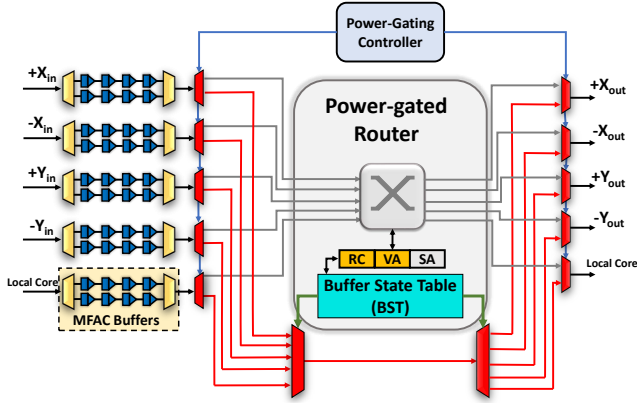 Power-Gating
Controller
+Xin
-Xin
+Yin
-Yin
Local Core
MFAC Buffers
Power-gated
Router
RC VA SA
Buffer State Table
(BST)
+Xout
-Xout
+Yout
-Yout
Local Core